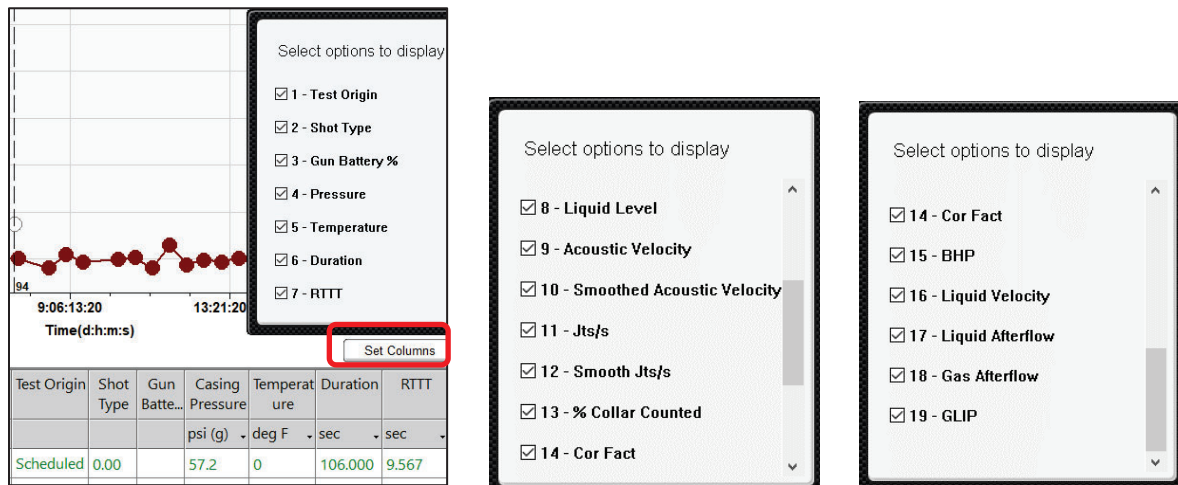 Select options to display
1 - Test Origin
2 - Shot Type
3 - Gun Battery %
4 - Pressure
5 - Temperature
6 - Duration
7 - RTTT
94
9:06:13:20 13:21:20
Time(d:h:m:s)
Set Columns
Test Origin Shot Type Gun Batte... Casing Pressure Temperat ure Duration RTTT
psi (g) deg F sec sec
Scheduled 0.00 57.2 0 106.000 9.567
Select options to display
8 - Liquid Level
9 - Acoustic Velocity
10 - Smoothed Acoustic Velocity
11 - Jts/s
12 - Smooth Jts/s
13 - % Collar Counted
14 - Cor Fact
Select options to display
14 - Cor Fact
15 - BHP
16 - Liquid Velocity
17 - Liquid Afterflow
18 - Gas Afterflow
19 - GLIP